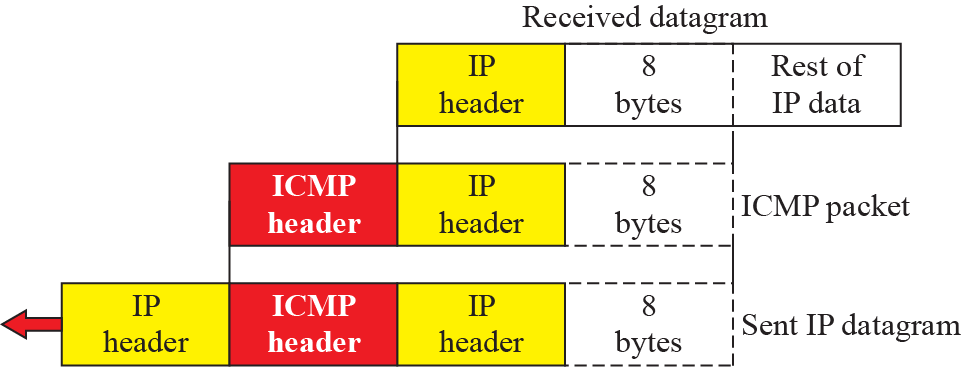 Received datagram
IP
header
8
bytes
Rest of
IP data
ICMP
header
IP
header
8
bytes
ICMP packet
IP
header
ICMP
header
IP
header
8
bytes
Sent IP datagram